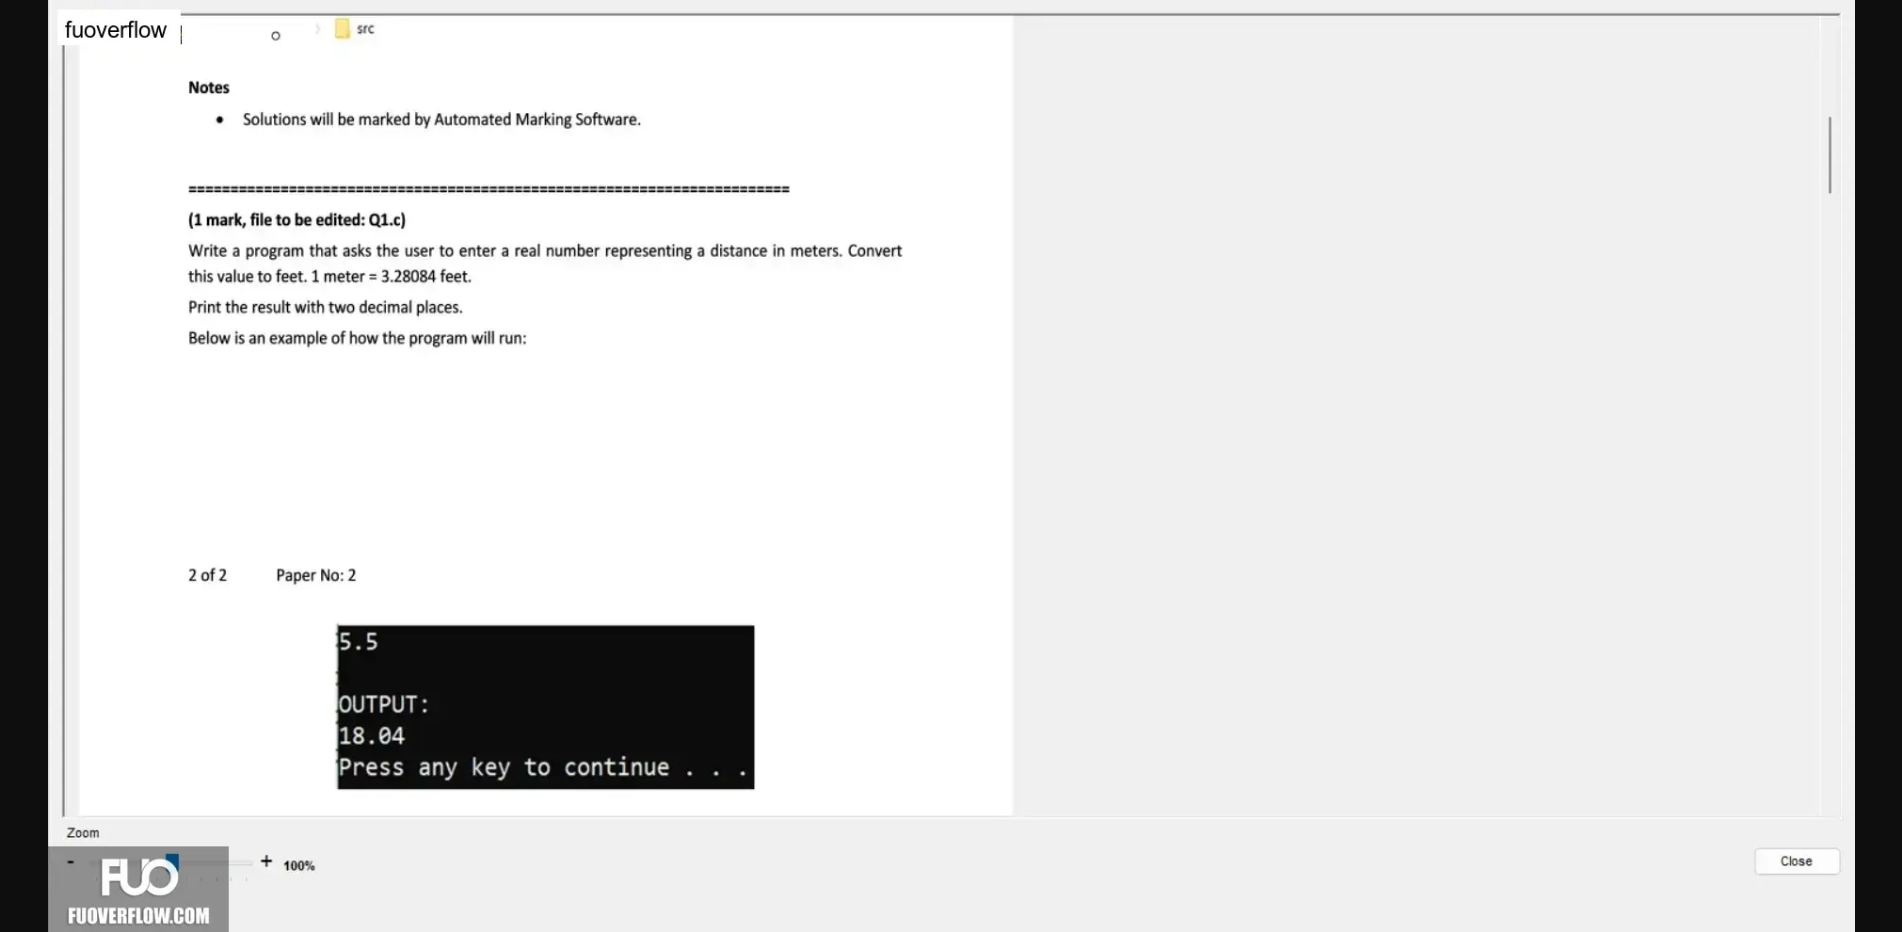 fuoverflow
src
Notes
Solutions will be marked by Automated Marking Software.
===========================================================================
(1 mark, file to be edited: Q1.c)
Write a program that asks the user to enter a real number representing a distance in meters. Convert
this value to feet. 1 meter = 3.28084 feet.
Print the result with two decimal places.
Below is an example of how the program will run:
2 of 2 Paper No: 2
5.5
OUTPUT:
18.04
Press any key to continue . . .
Zoom
- + 100%
Close
FUO
FUOVERFLOW.COM